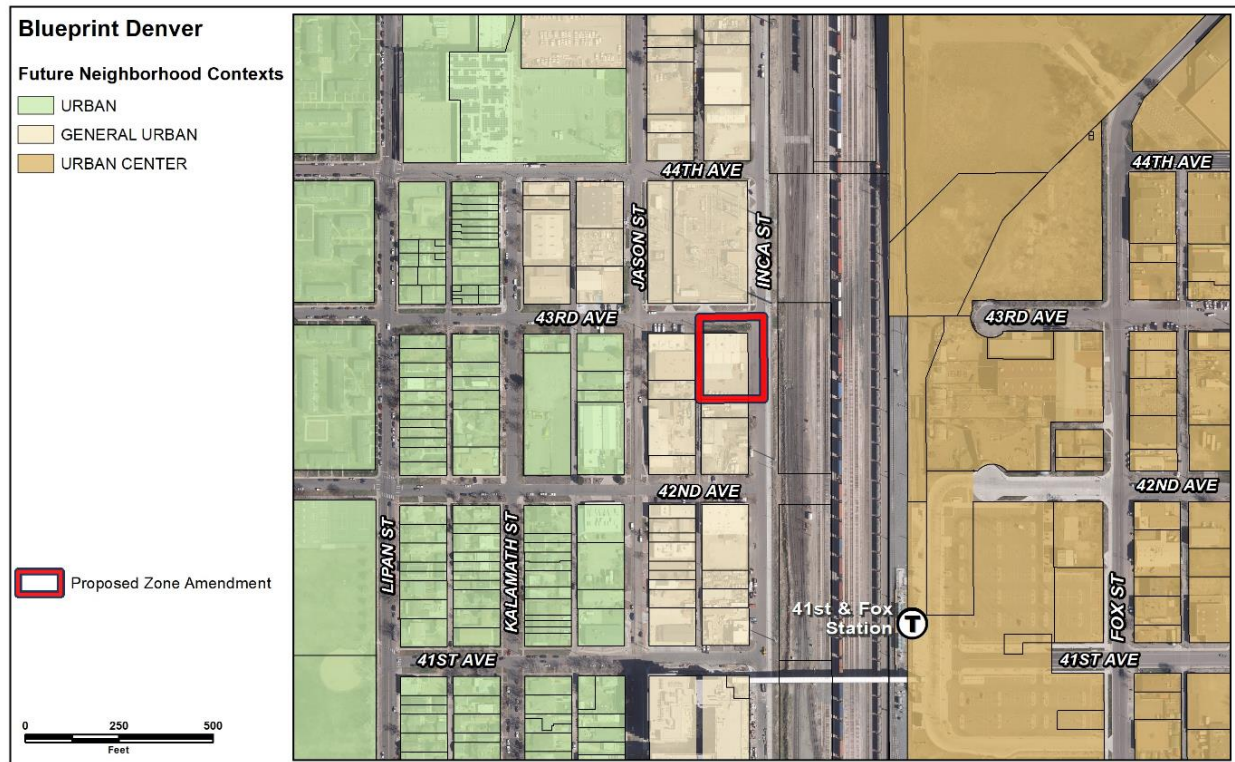 Blueprint Denver
Future Neighborhood Contexts
URBAN
GENERAL URBAN
URBAN CENTER
Proposed Zone Amendment
0 250 500
Feet
44TH AVE
44TH AVE
JASON ST
INCA ST
43RD AVE
43RD AVE
42ND AVE
42ND AVE
LIPAN ST
KALAMATH ST
41st & Fox
Station
T
FOX ST
41ST AVE
41ST AVE